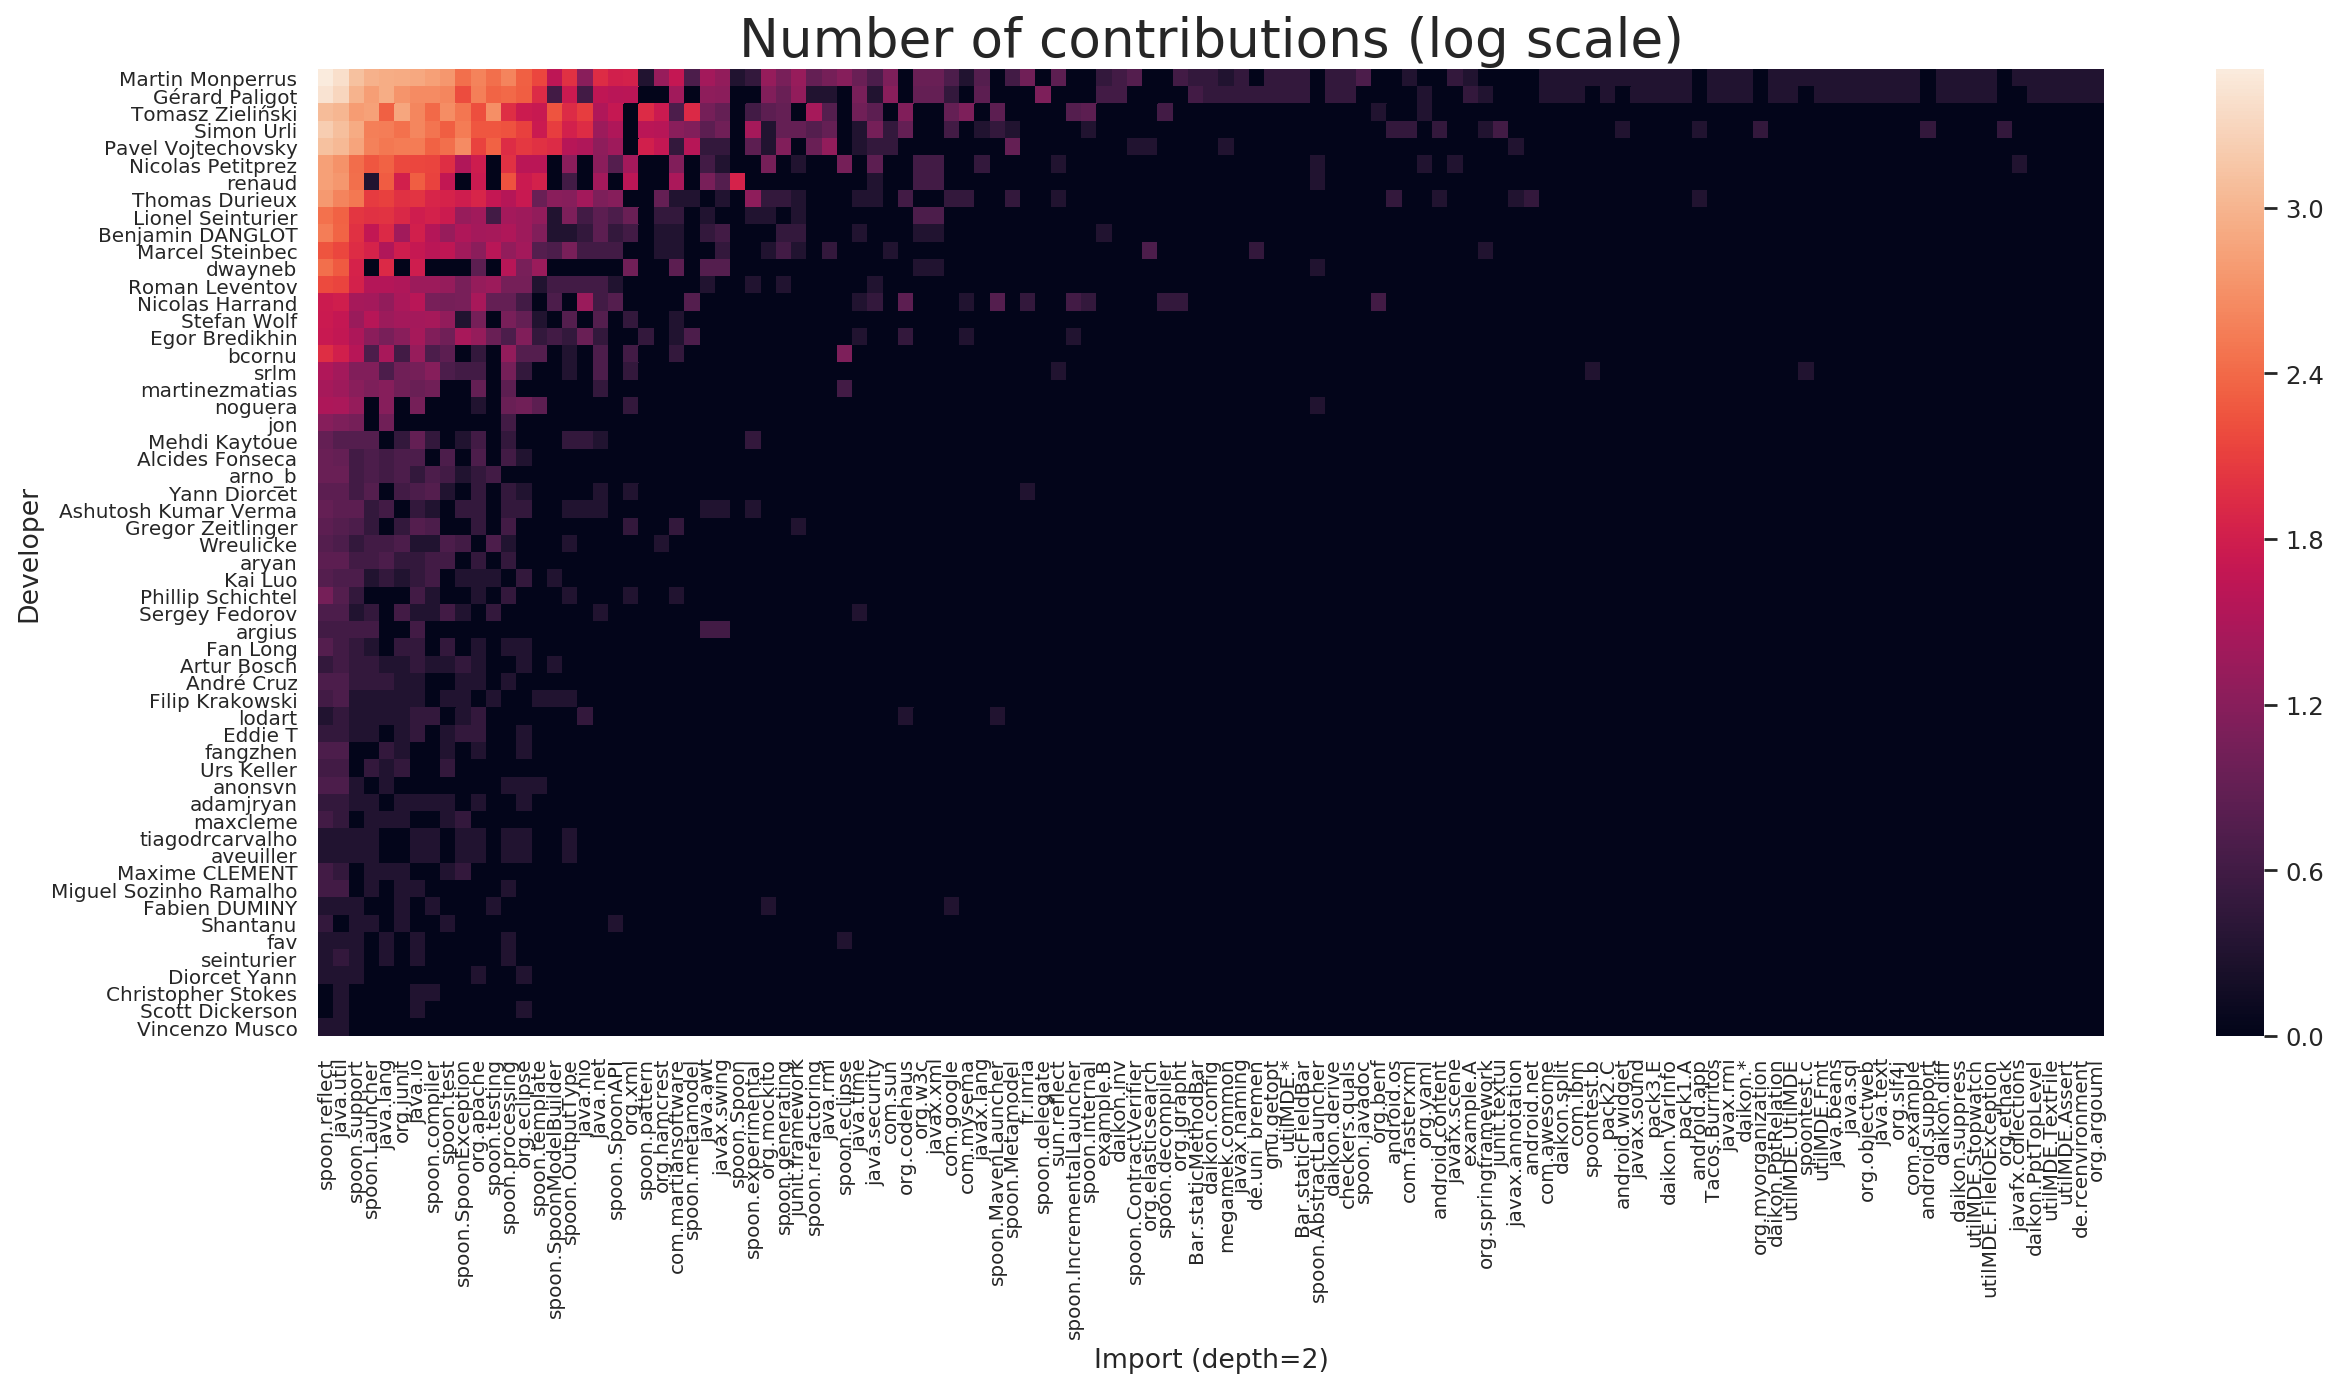 Number of contributions (log scale)
Developer
Martin Monperrus
Gérard Paligot
Tomasz Zieliński
Simon Urli
Pavel Vojtechovsky
Nicolas Petitprez
renaud
Thomas Durieux
Lionel Seinturier
Benjamin DANGLOT
Marcel Steinbec
dwayneb
Roman Leventov
Nicolas Harrand
Stefan Wolf
Egor Bredikhin
bcornu
srlm
martinezmatias
noguera
jon
Mehdi Kaytoue
Alcides Fonseca
arno_b
Yann Diorcet
Ashutosh Kumar Verma
Gregor Zeitlinger
Wreulicke
aryan
Kai Luo
Phillip Schichtel
Sergey Fedorov
argius
Fan Long
Artur Bosch
André Cruz
Filip Krakowski
lodart
Eddie T
fangzhen
Urs Keller
anonsvn
adamjryan
maxcleme
tiagodrcarvalho
aveuiller
Maxime CLEMENT
Miguel Sozinho Ramalho
Fabien DUMINY
Shantanu
fav
seinturier
Diorcet Yann
Christopher Stokes
Scott Dickerson
Vincenzo Musco
spoon.reflect
java.util
spoon.support
spoon.Launcher
java.lang
org.junit
java.io
spoon.compiler
spoon.test
spoon.SpoonException
org.apache
spoon.testing
spoon.processing
org.eclipse
spoon.template
spoon.SpoonModelBuilder
spoon.OutputType
java.nio
java.net
spoon.SpoonAPI
org.xml
spoon.pattern
org.hamcrest
com.martiansoftware
spoon.metamodel
java.awt
javax.swing
spoon.Spoon
spoon.experimental
org.mockito
spoon.generating
junit.framework
spoon.refactoring
java.rmi
spoon.eclipse
java.time
java.security
com.sun
org.codehaus
org.w3c
javax.xml
com.google
com.mysema
javax.lang
spoon.MavenLauncher
spoon.Metamodel
fr.inria
spoon.delegate
sun.reflect
spoon.IncrementalLauncher
spoon.internal
example.B
daikon.inv
spoon.ContractVerifier
org.elasticsearch
spoon.decompiler
org.jgrapht
Bar.staticMethodBar
daikon.config
megamek.common
javax.naming
de.uni_bremen
gnu.getopt
utilMDE.*
Bar.staticFieldBar
spoon.AbstractLauncher
daikon.derive
checkers.quals
spoon.javadoc
org.benf
android.os
com.fasterxml
org.yaml
android.content
javafx.scene
example.A
org.springframework
junit.textui
javax.annotation
android.net
com.awesome
daikon.split
com.ibm
spoontest.b
pack2.C
android.widget
javax.sound
pack3.E
daikon.VarInfo
pack1.A
android.app
Tacos.Burritos
javax.rmi
daikon.*
org.myorganization
daikon.PptRelation
utilMDE.UtilMDE
spoontest.c
utilMDE.Fmt
java.beans
java.sql
org.objectweb
java.text
org.slf4j
com.example
android.support
daikon.diff
daikon.suppress
utilMDE.Stopwatch
utilMDE.FileIOException
org.ethack
javafx.collections
daikon.PptTopLevel
utilMDE.TextFile
utilMDE.Assert
de.rcenvironment
org.argouml
Import (depth=2)
3.0
2.4
1.8
1.2
0.6
0.0